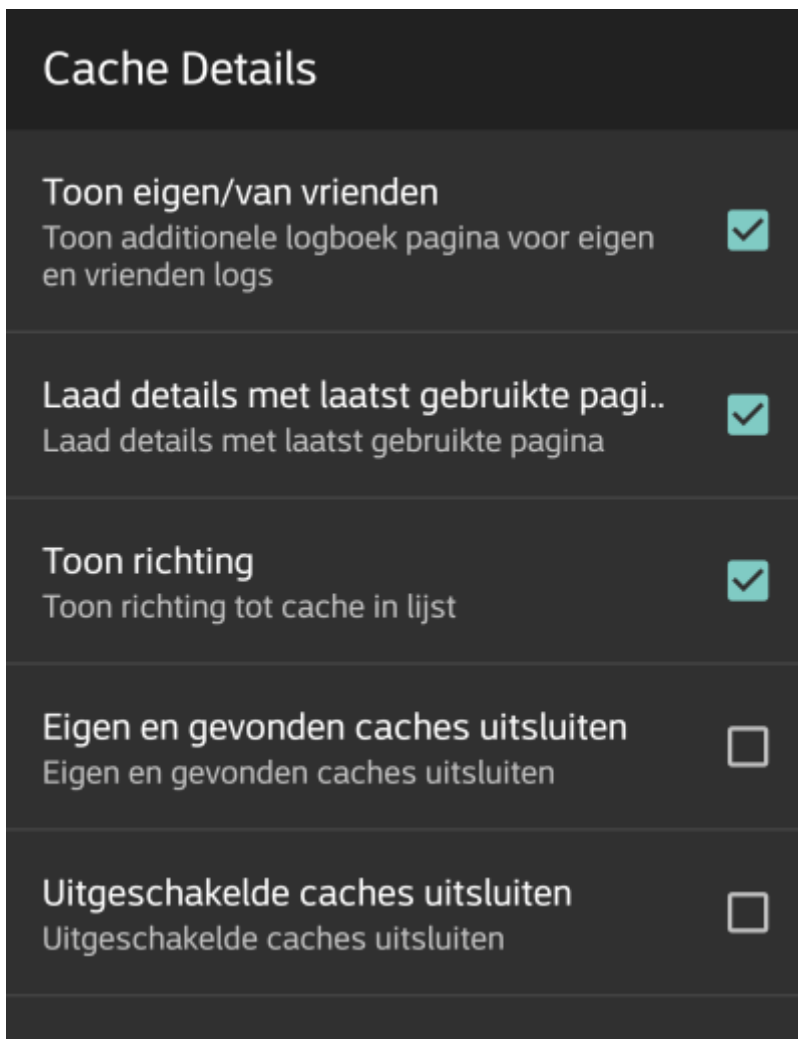 Cache Details
Toon eigen/van vrienden
Toon additionele logboek pagina voor eigen
en vrienden logs
Laad details met laatst gebruikte pagi..
Laad details met laatst gebruikte pagina
Toon richting
Toon richting tot cache in lijst
Eigen en gevonden caches uitsluiten
Eigen en gevonden caches uitsluiten
Uitgeschakelde caches uitsluiten
Uitgeschakelde caches uitsluiten